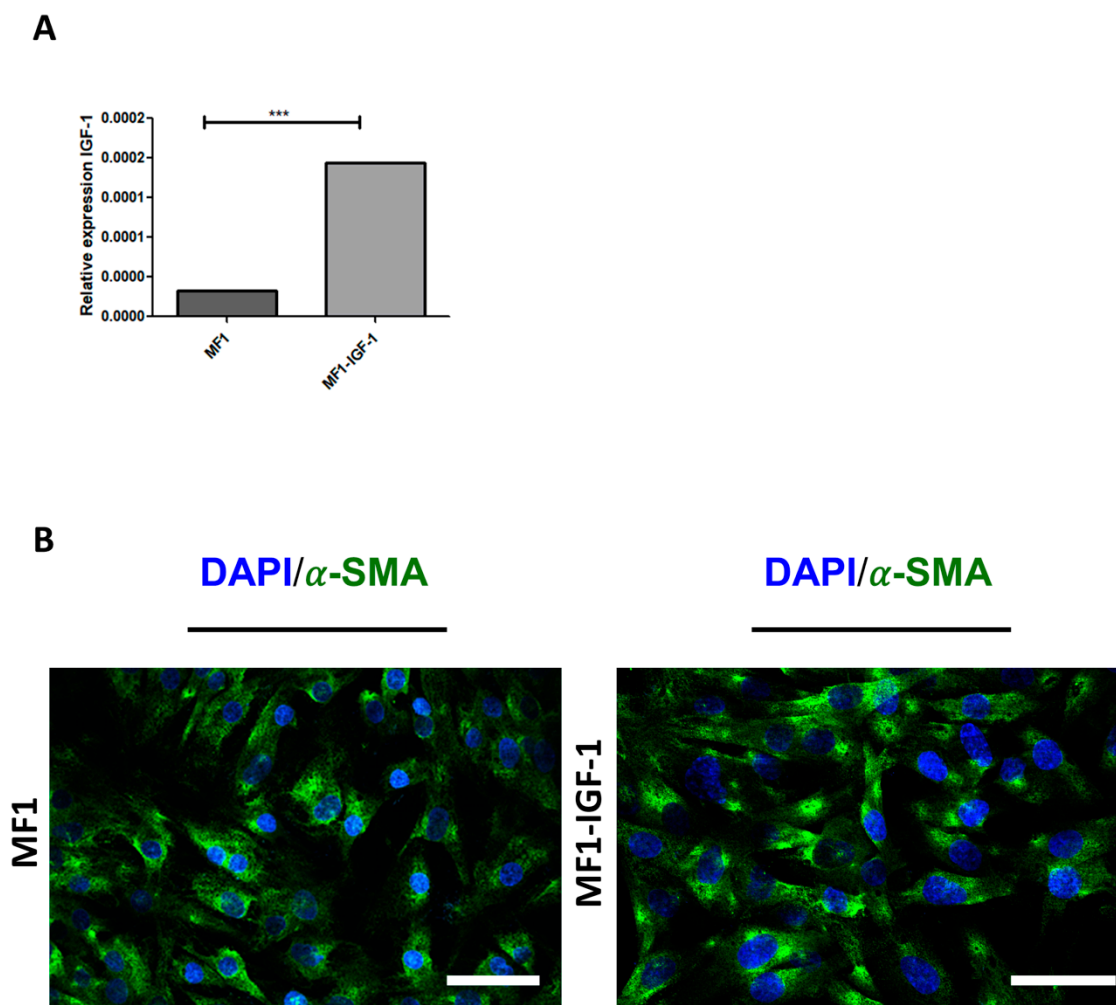 A
Relative expression IGF-1
***
0.0002
0.0002
0.0001
0.0001
0.0000
0.0000
MF1
MF1-IGF-1
B
DAPI/α-SMA
DAPI/α-SMA
MF1
MF1-IGF-1